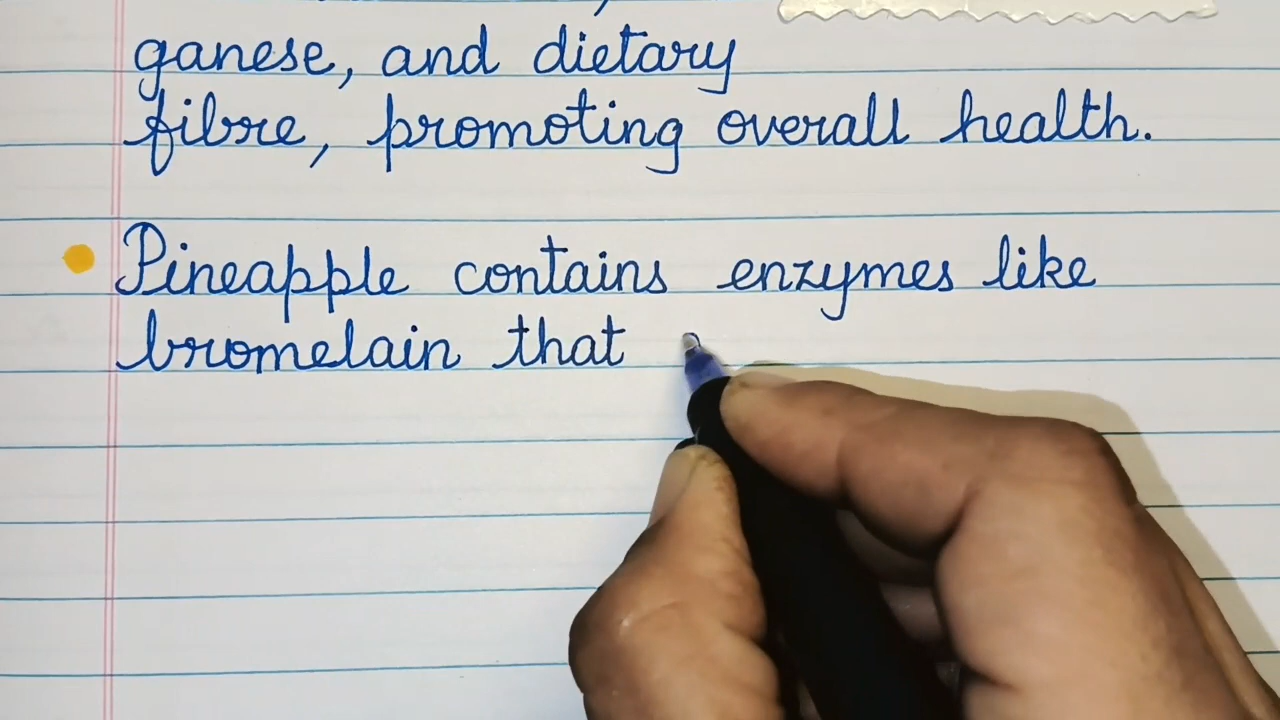 ganese, and dietary
fibre, promoting overall health.
Pineapple contains enzymes like
bromelain that